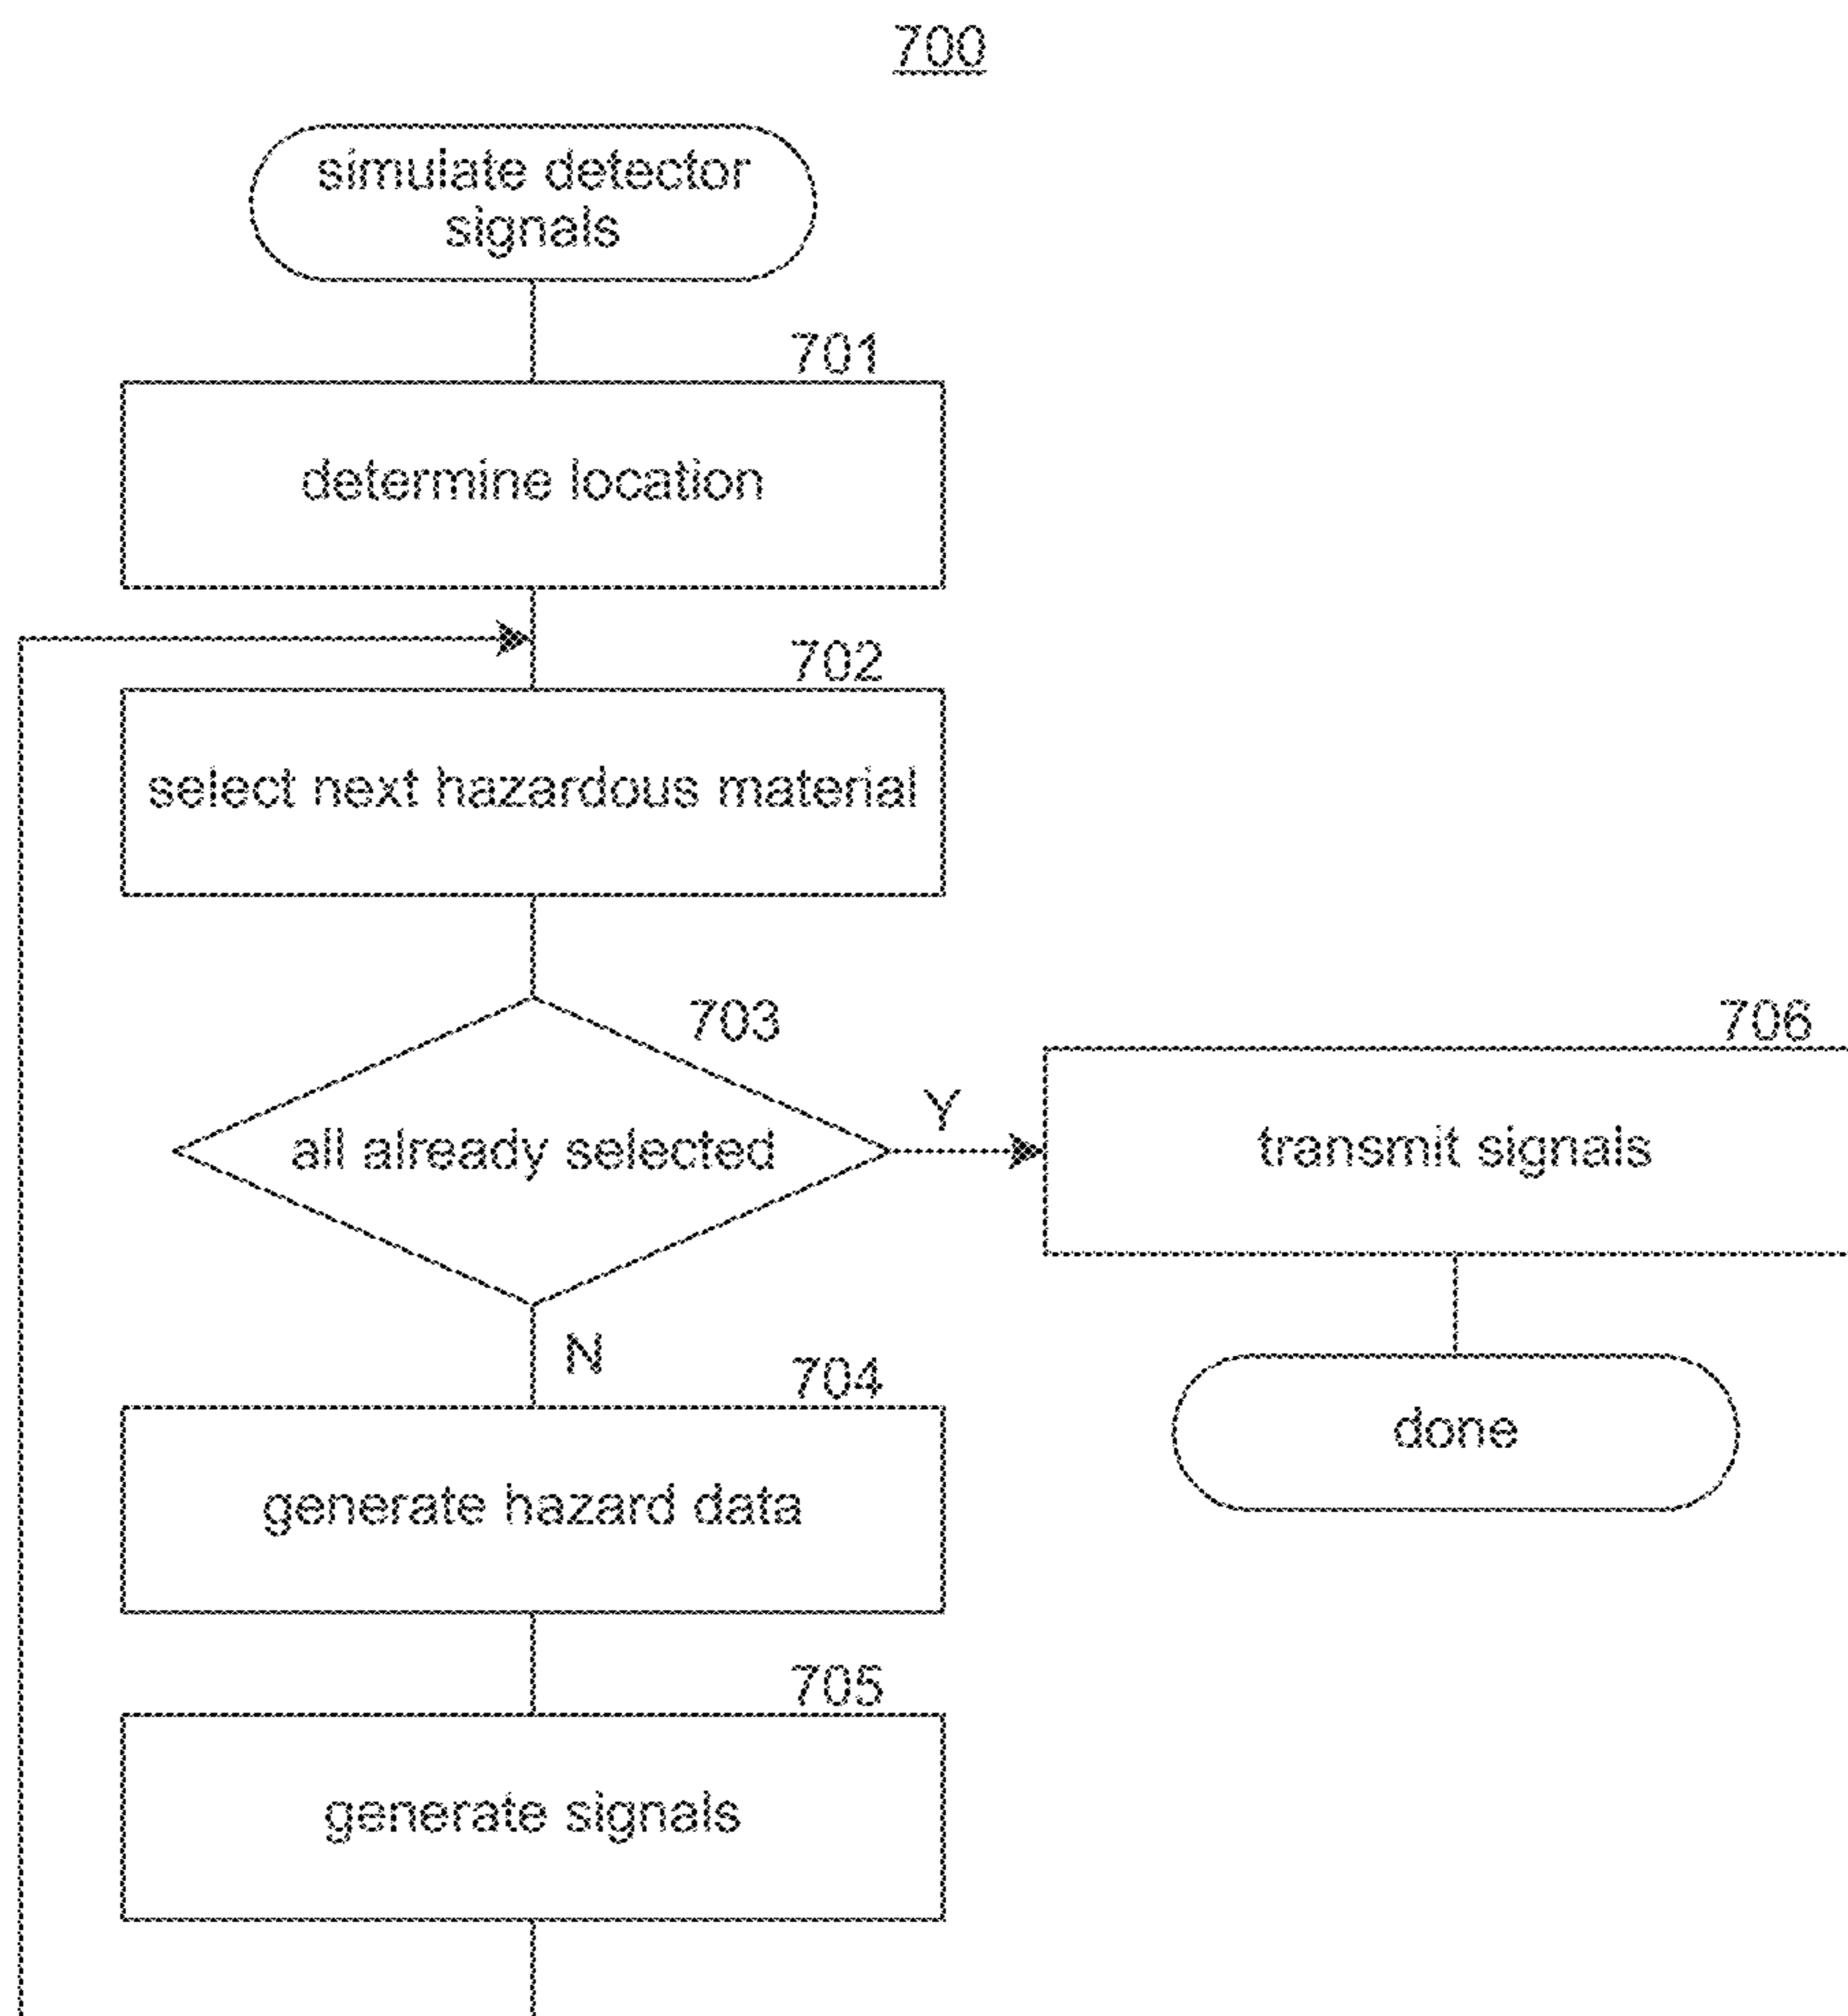 700
simulate detector
signals
701
determine location
702
select next hazardous material
703
all already selected
Y
706
transmit signals
done
N
704
generate hazard data
705
generate signals